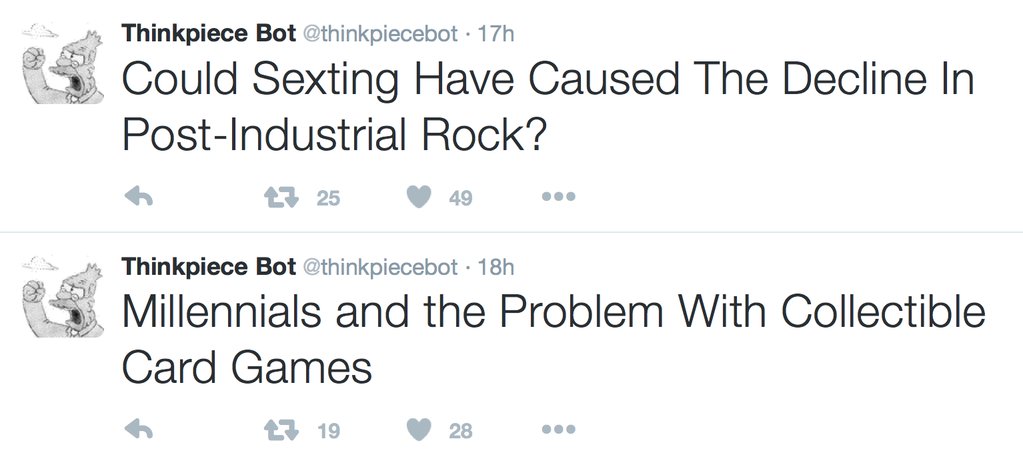 Thinkpiece Bot @thinkpiecebot · 17h
Could Sexting Have Caused The Decline In
Post-Industrial Rock?
25 49
Thinkpiece Bot @thinkpiecebot · 18h
Millennials and the Problem With Collectible
Card Games
19 28